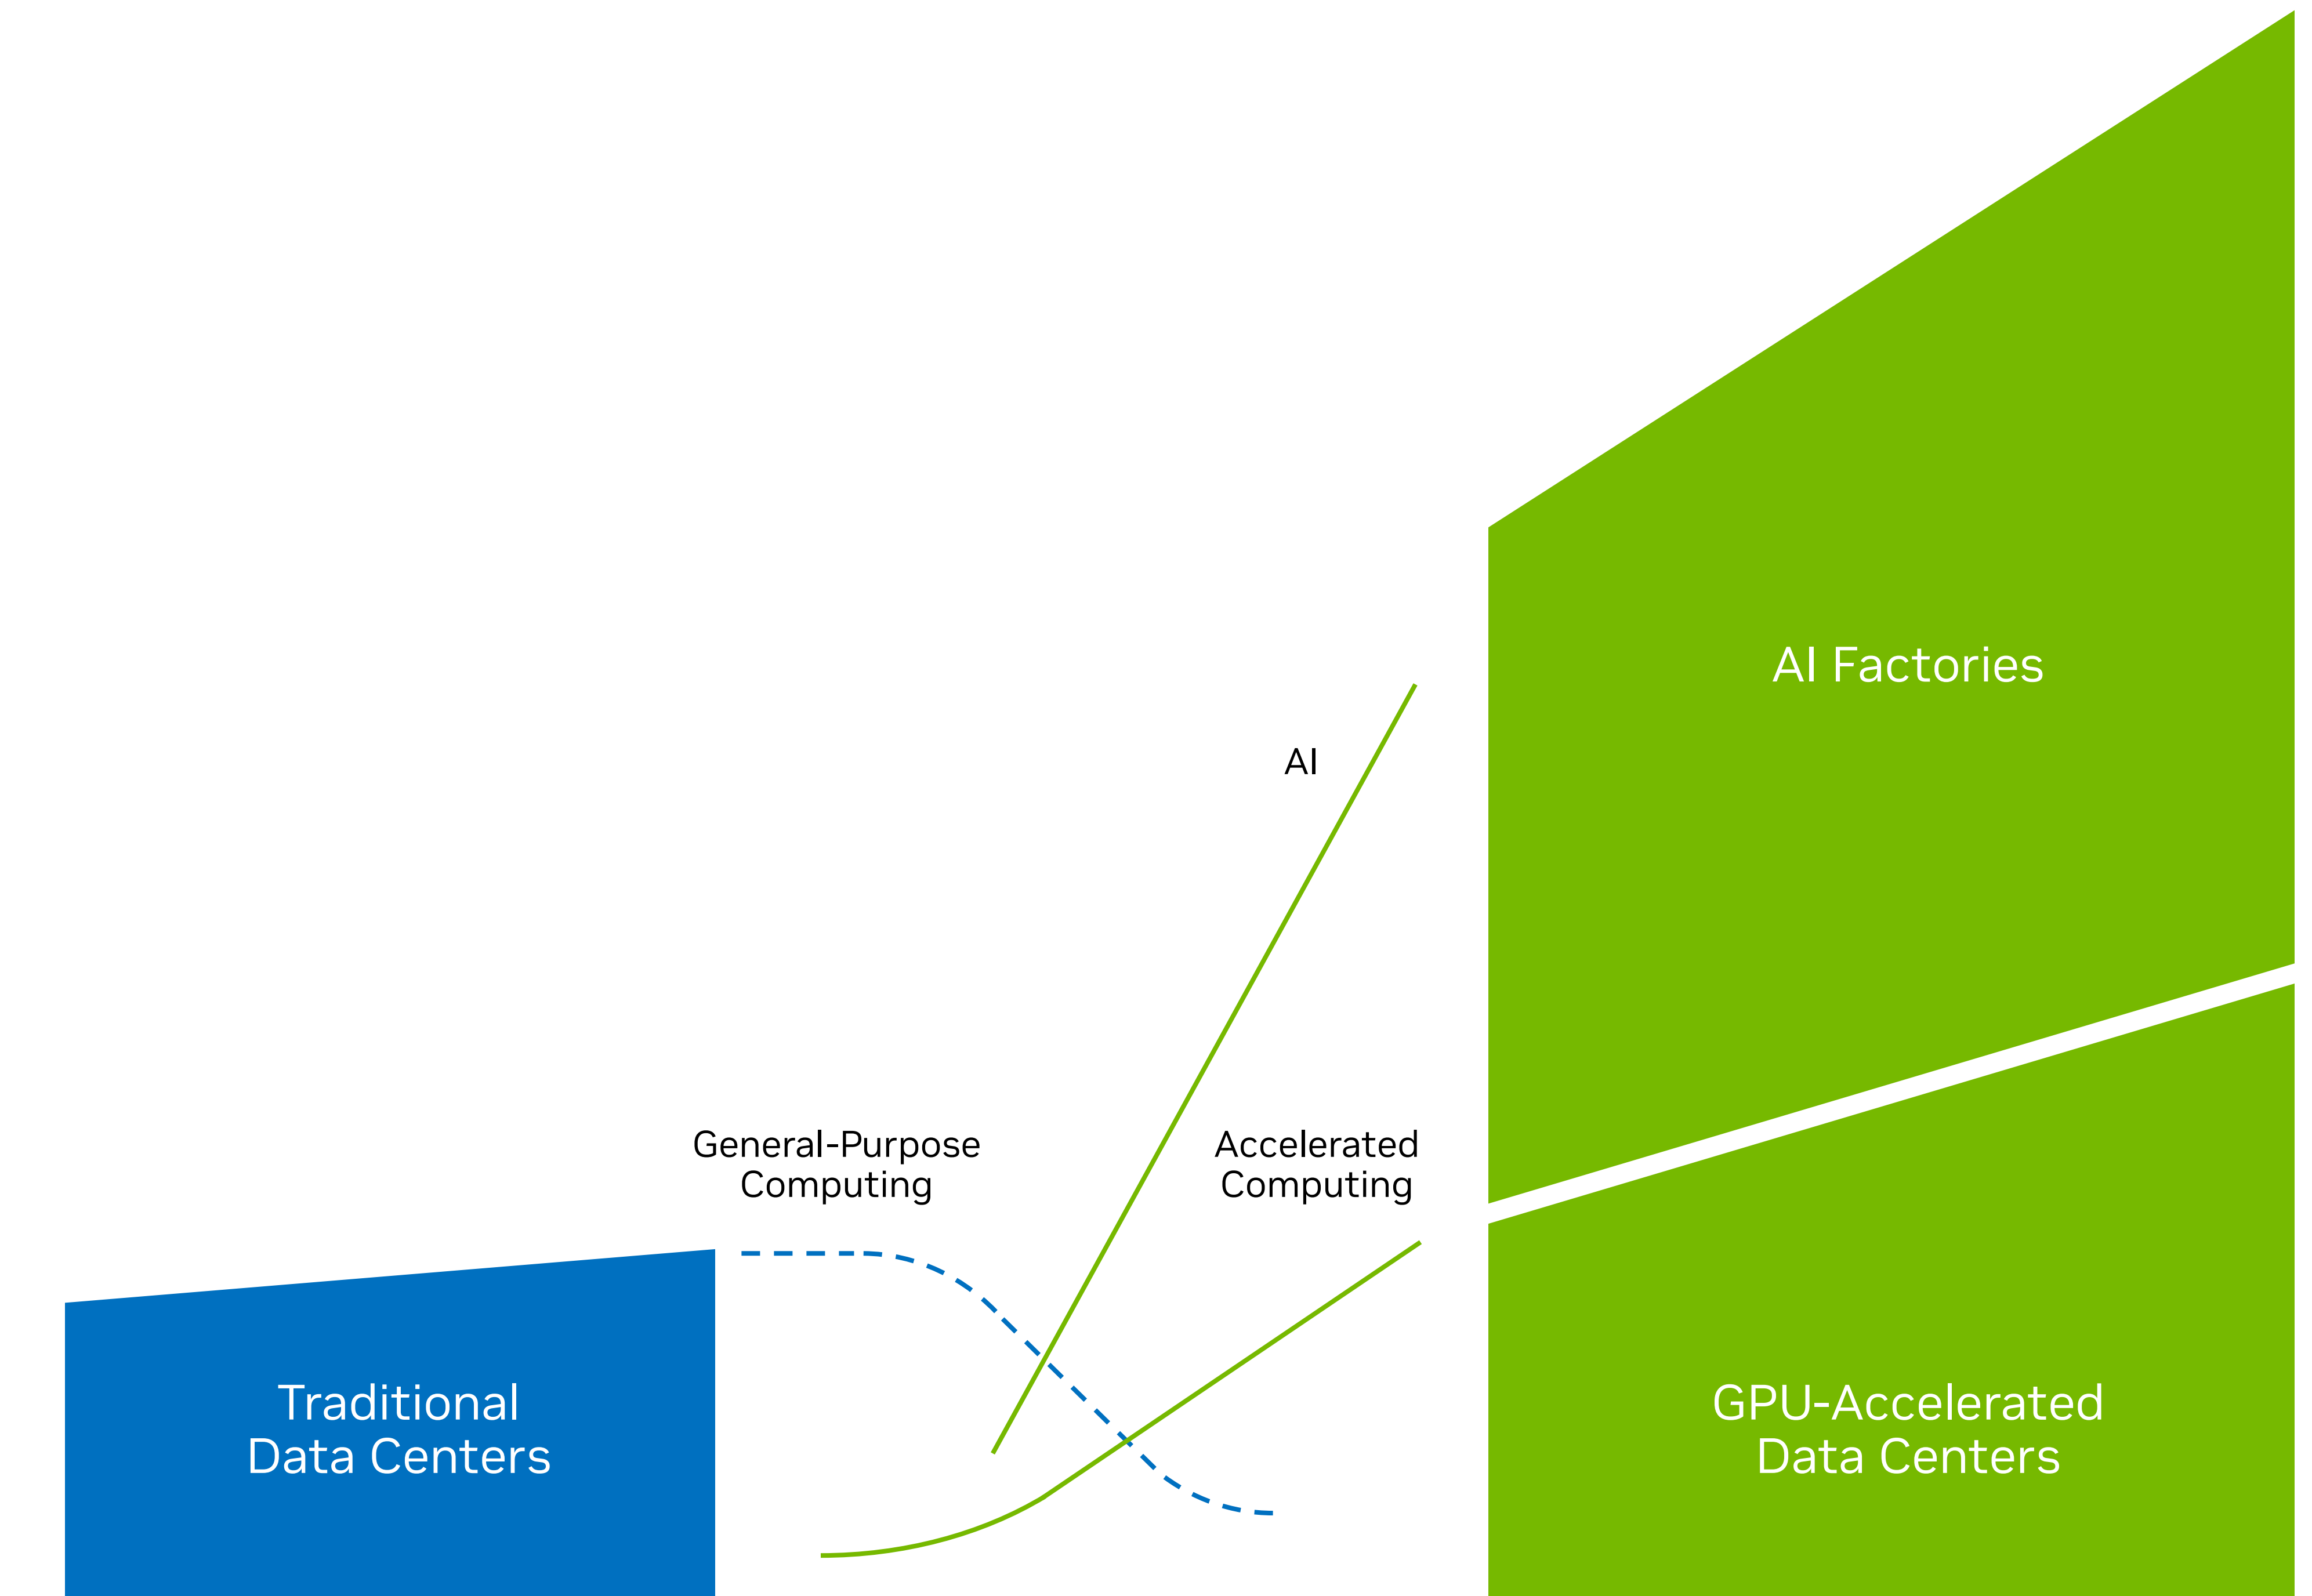 AI Factories
AI
General-Purpose
Computing
Accelerated
Computing
Traditional
Data Centers
GPU-Accelerated
Data Centers